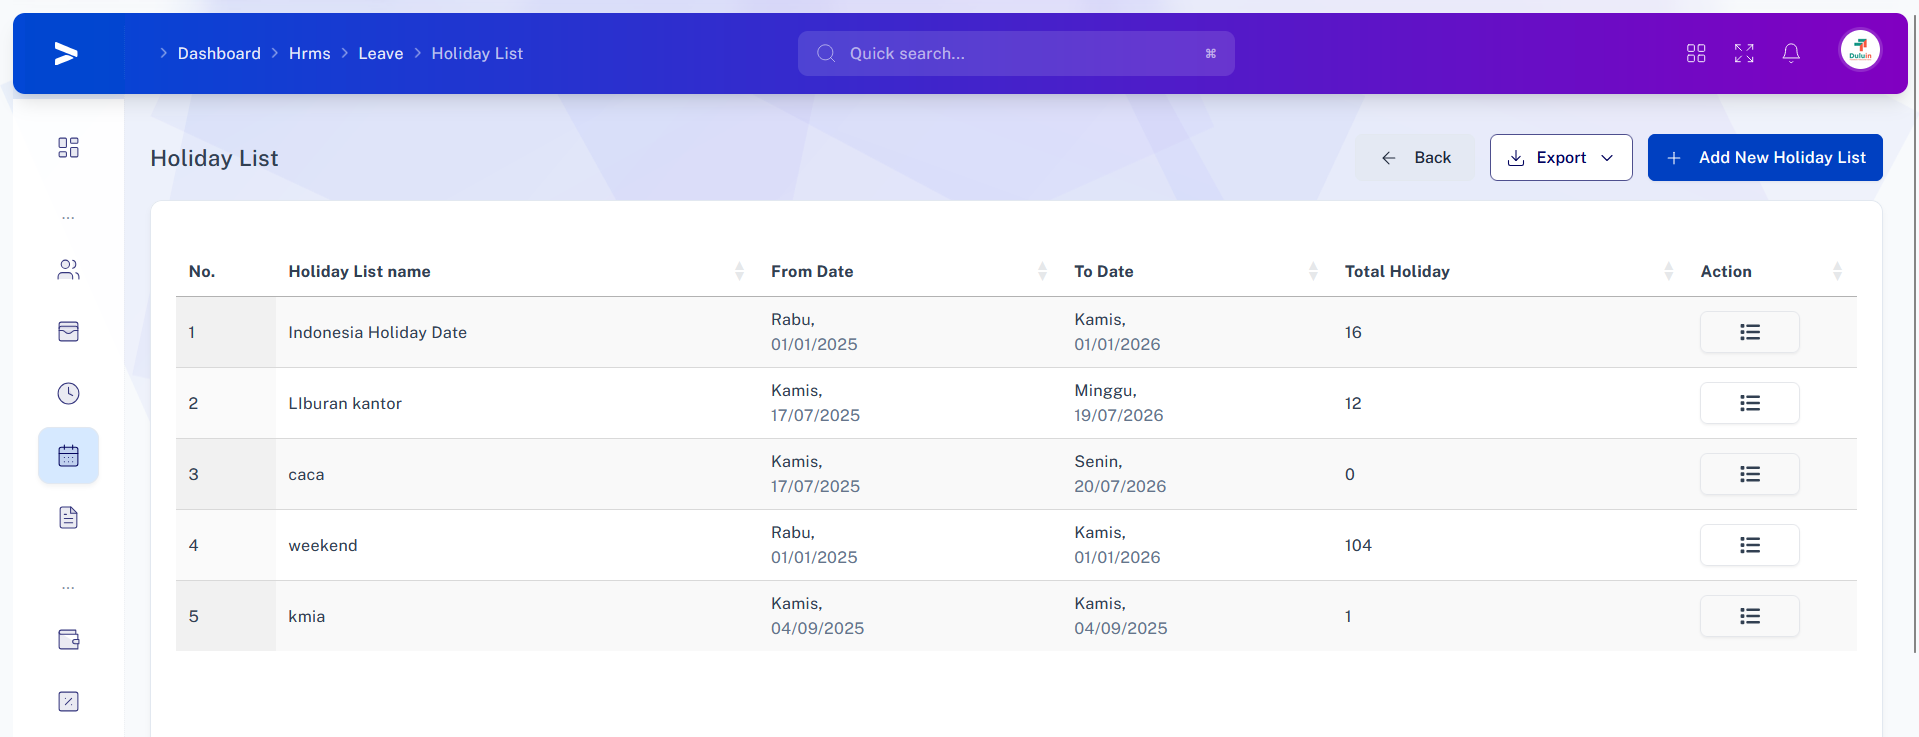 Dashboard Hrms Leave Holiday List
Quick search... ⌘
Duluin
...
Holiday List
Back
Export
Add New Holiday List
No. Holiday List name From Date To Date Total Holiday Action
1 Indonesia Holiday Date Rabu, 01/01/2025 Kamis, 01/01/2026 16
2 LIburan kantor Kamis, 17/07/2025 Minggu, 19/07/2026 12
3 caca Kamis, 17/07/2025 Senin, 20/07/2026 0
4 weekend Rabu, 01/01/2025 Kamis, 01/01/2026 104
5 kmia Kamis, 04/09/2025 Kamis, 04/09/2025 1
...